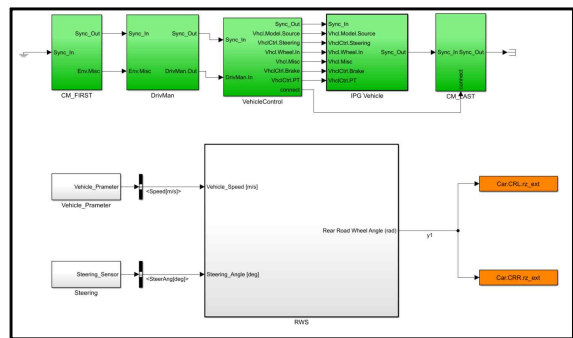 Sync_In
Sync_Out
Env.Misc
CM_FIRST
Sync_In
Sync_Out
Env.Misc
DrivMan.Out
DrivMan
Sync_In
DrivMan.In
Sync_Out
Vhcl.Model.Source
VhclCtrl.Steering
Vhcl.Wheel.In
Vhcl.Misc
VhclCtrl.Brake
VhclCtrl.PT
connect
VehicleControl
Sync_In
Vhcl.Model.Source
VhclCtrl.Steering
Vhcl.Wheel.In
Vhcl.Misc
VhclCtrl.Brake
VhclCtrl.PT
Sync_Out
IPG Vehicle
Sync_In
Sync_Out
connect
CM_LAST
Vehicle_Prameter
Vehicle_Prameter
<Speed[m/s]>
Vehicle_Speed [m/s]
Steering_Sensor
Steering
<SteerAng[deg]>
Steering_Angle [deg]
Rear Road Wheel Angle (rad)
RWS
y1
Car.CRL.rz_ext
Car.CRR.rz_ext